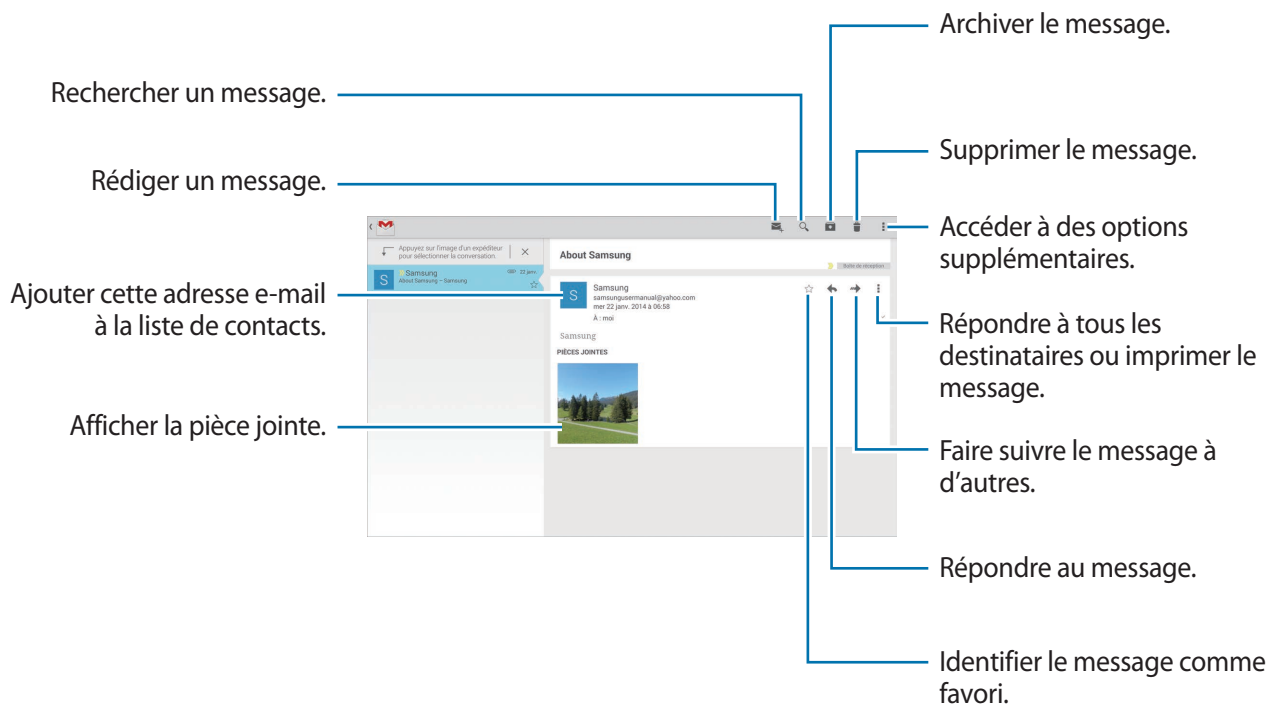 Archiver le message.
Rechercher un message.
Supprimer le message.
Rédiger un message.
Accéder à des options
supplémentaires.
Appuyez sur l'image d'un expéditeur
pour sélectionner la conversation.
About Samsung
Boîte de réception
Samsung
22 janv.
About Samsung – Samsung
S
S
Samsung
samsungusermanual@yahoo.com
mer 22 janv. 2014 à 06:58
À : moi
Samsung
PIÈCES JOINTES
Ajouter cette adresse e-mail
à la liste de contacts.
Répondre à tous les
destinataires ou imprimer le
message.
Afficher la pièce jointe.
Faire suivre le message à
d'autres.
Répondre au message.
Identifier le message comme
favori.